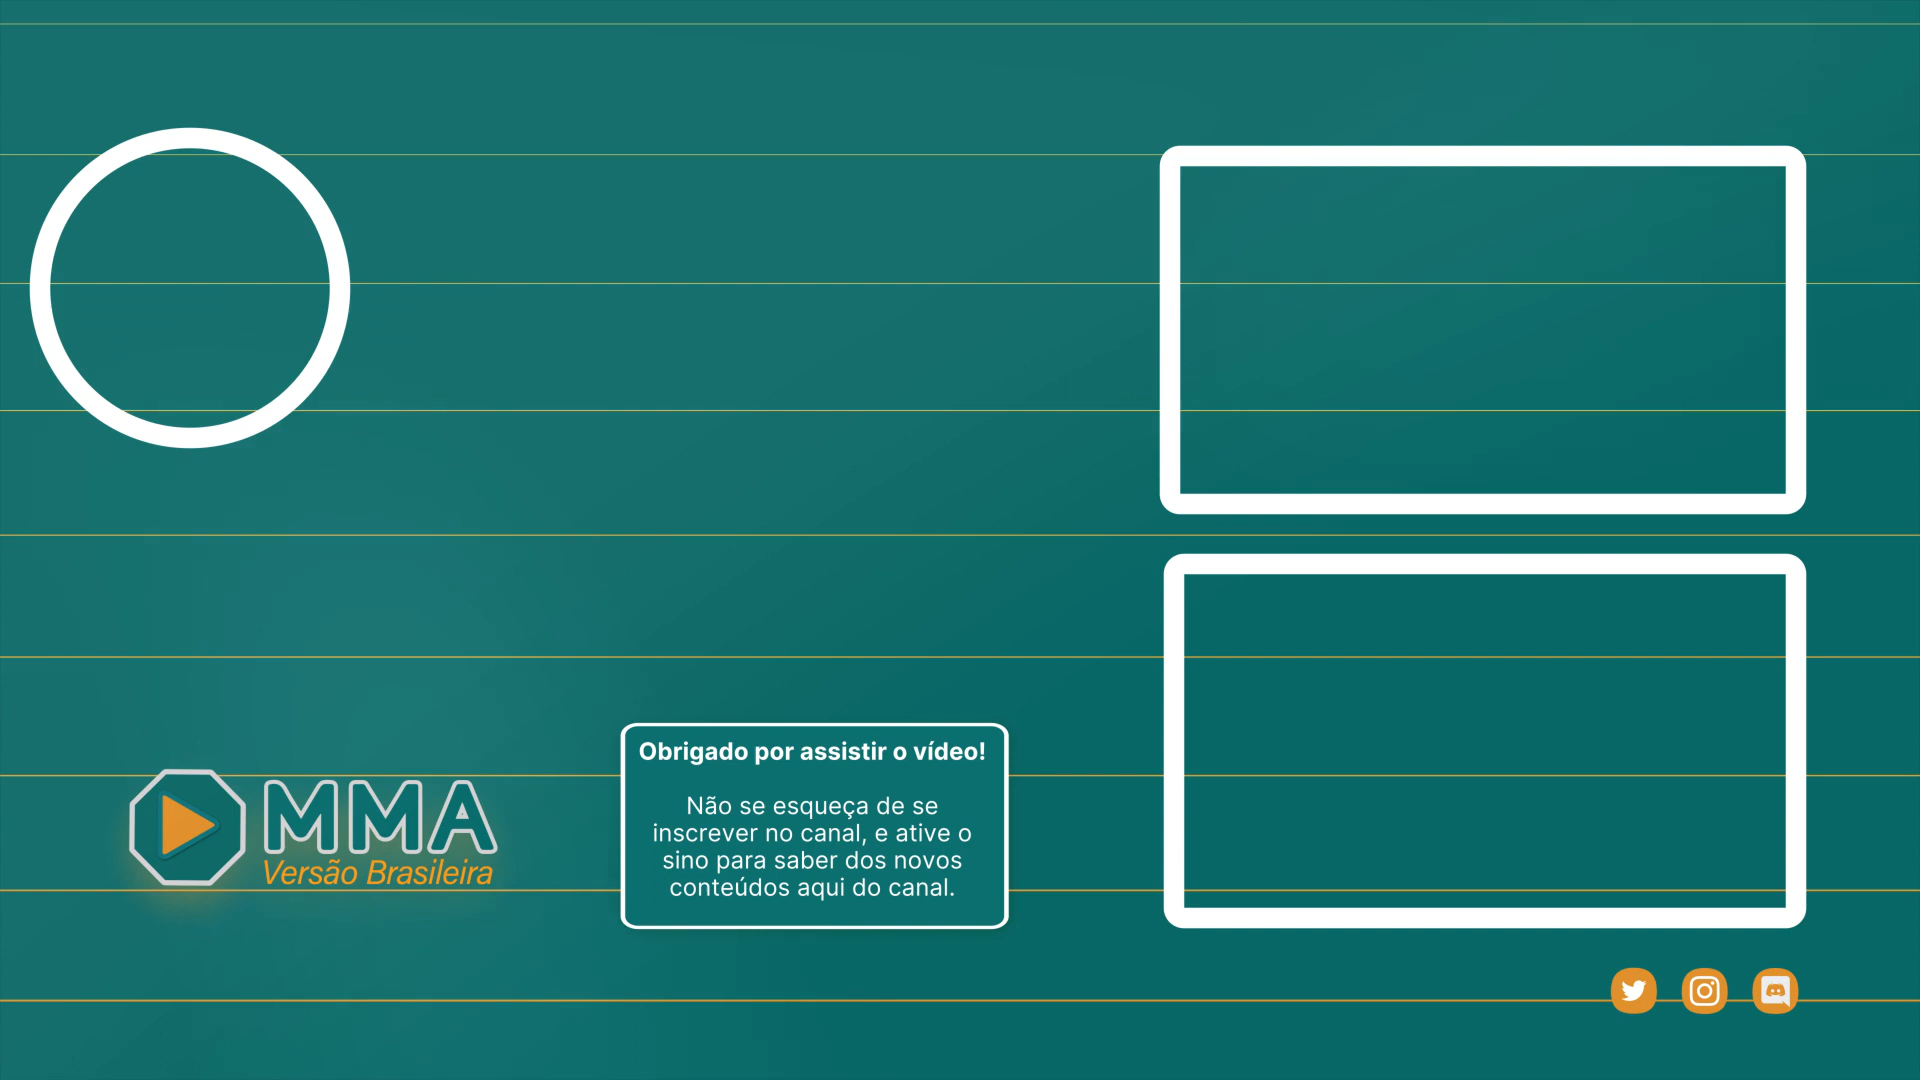 MMA
Versão Brasileira
Obrigado por assistir o vídeo!
Não se esqueça de se
inscrever no canal, e ative o
sino para saber dos novos
conteúdos aqui do canal.